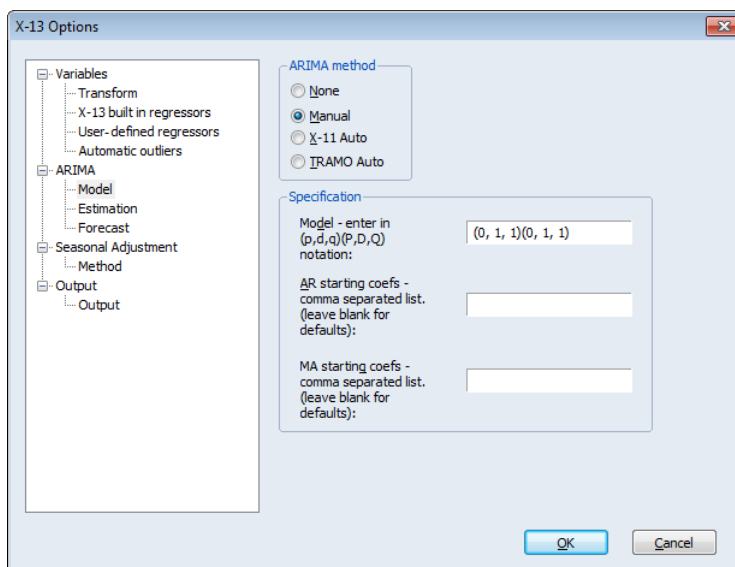 X-13 Options
Variables
Transform
X-13 built in regressors
User-defined regressors
Automatic outliers
ARIMA
Model
Estimation
Forecast
Seasonal Adjustment
Method
Output
Output
ARIMA method
None
Manual
X-11 Auto
TRAMO Auto
Specification
Model - enter in
(p,d,q)(P,D,Q)
notation:
(0, 1, 1)(0, 1, 1)
AR starting coefs -
comma separated list.
(leave blank for
defaults):
MA starting coefs -
comma separated list.
(leave blank for
defaults):
OK
Cancel